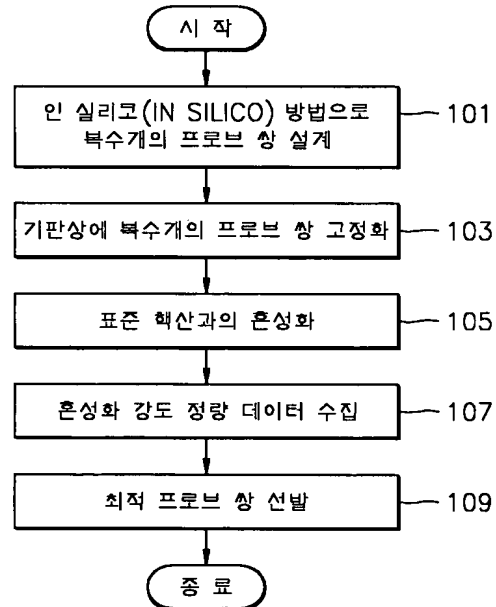 시 작
인 실리코(IN SILICO) 방법으로
복수개의 프로브 쌍 설계
101
기판상에 복수개의 프로브 쌍 고정화
103
표준 핵산과의 혼성화
105
혼성화 강도 정량 데이터 수집
107
최적 프로브 쌍 선발
109
종 료